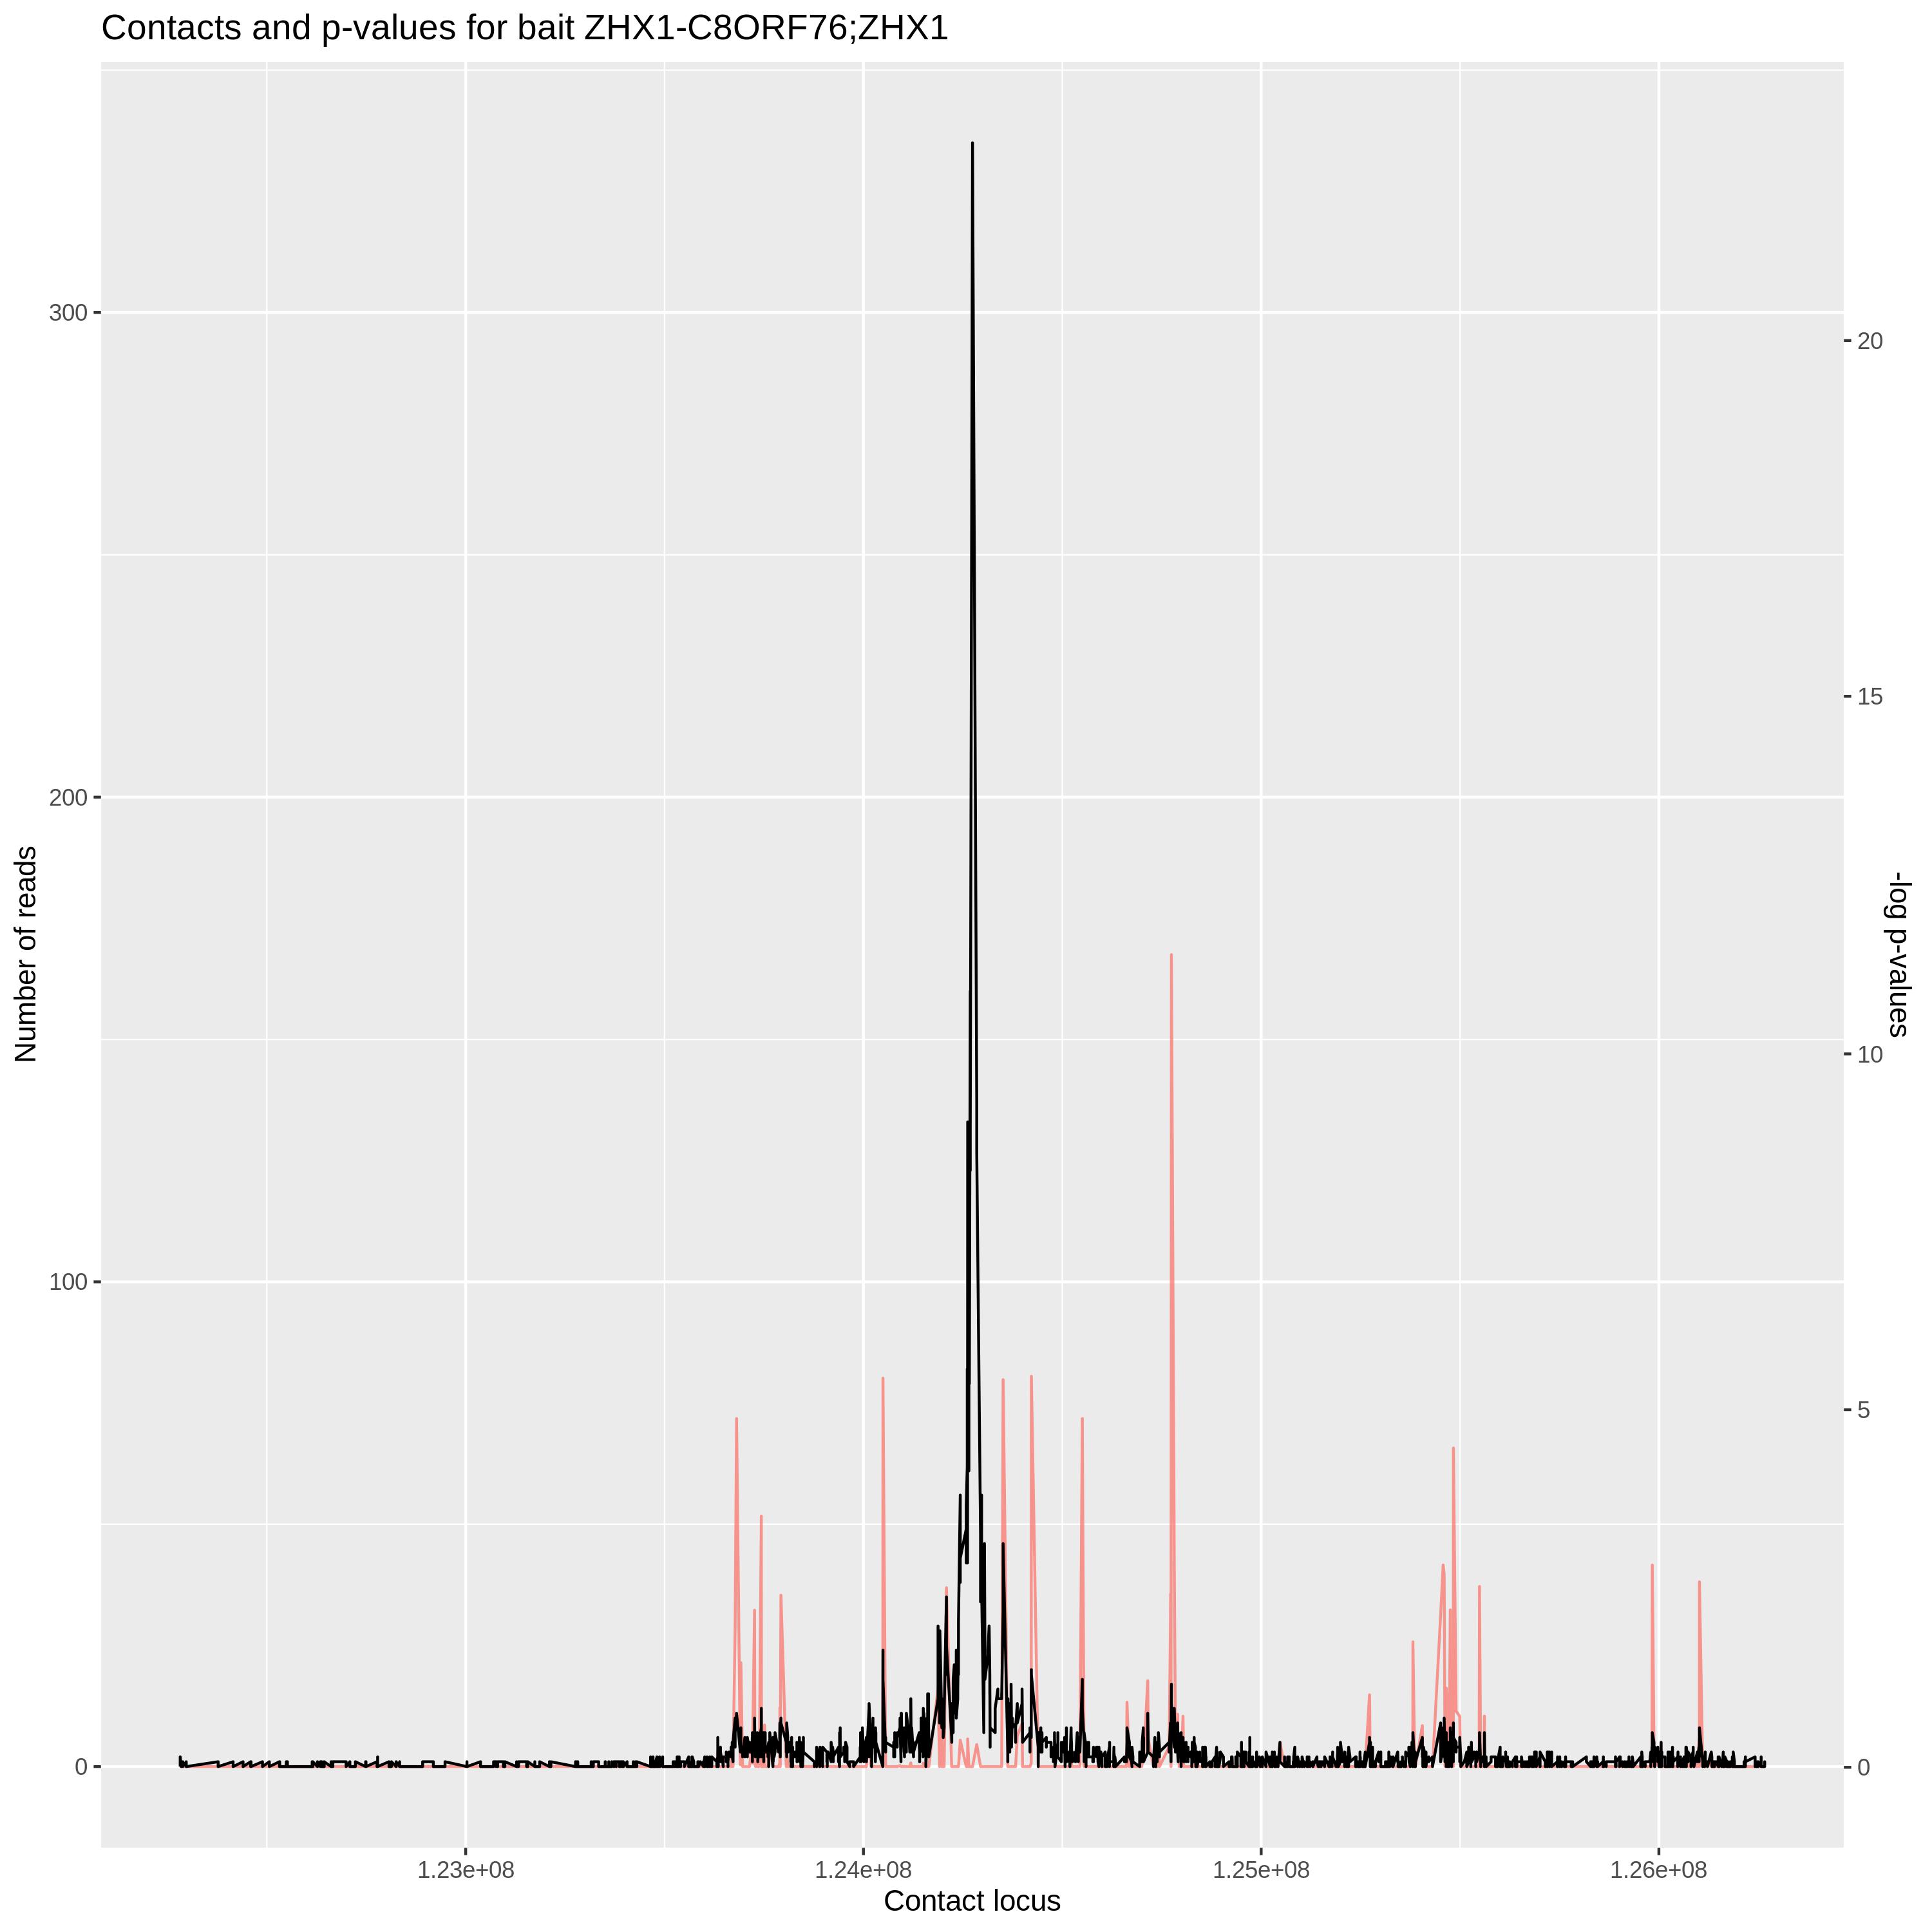 Contacts and p-values for bait ZHX1-C8ORF76;ZHX1
300
200
100
0
Number of reads
20
15
10
5
0
-log p-values
1.23e+08
1.24e+08
1.25e+08
1.26e+08
Contact locus